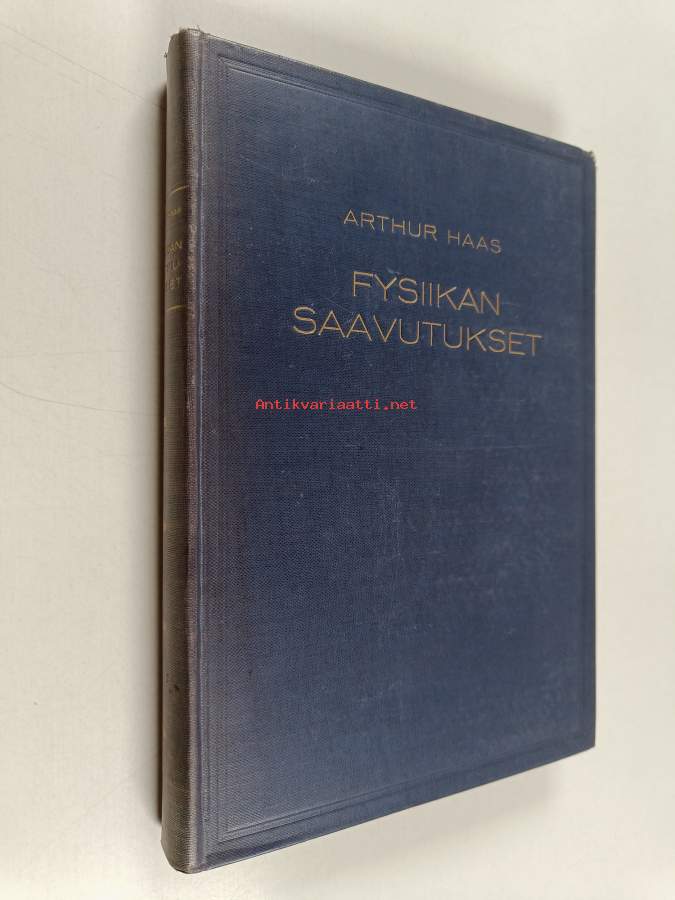 ARTHUR HAAS
FYSIIKAN
SAAVUTUKSET
Antikvariaatti.net